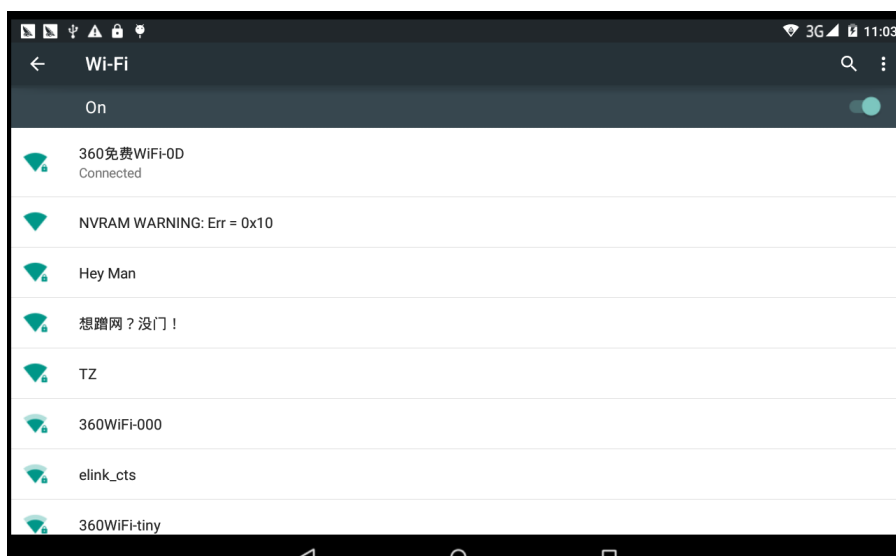 3G 11:03
Wi-Fi
On
360免费WiFi-0D
Connected
NVRAM WARNING: Err = 0x10
Hey Man
想蹭网？没门！
TZ
360WiFi-000
elink_cts
360WiFi-tiny